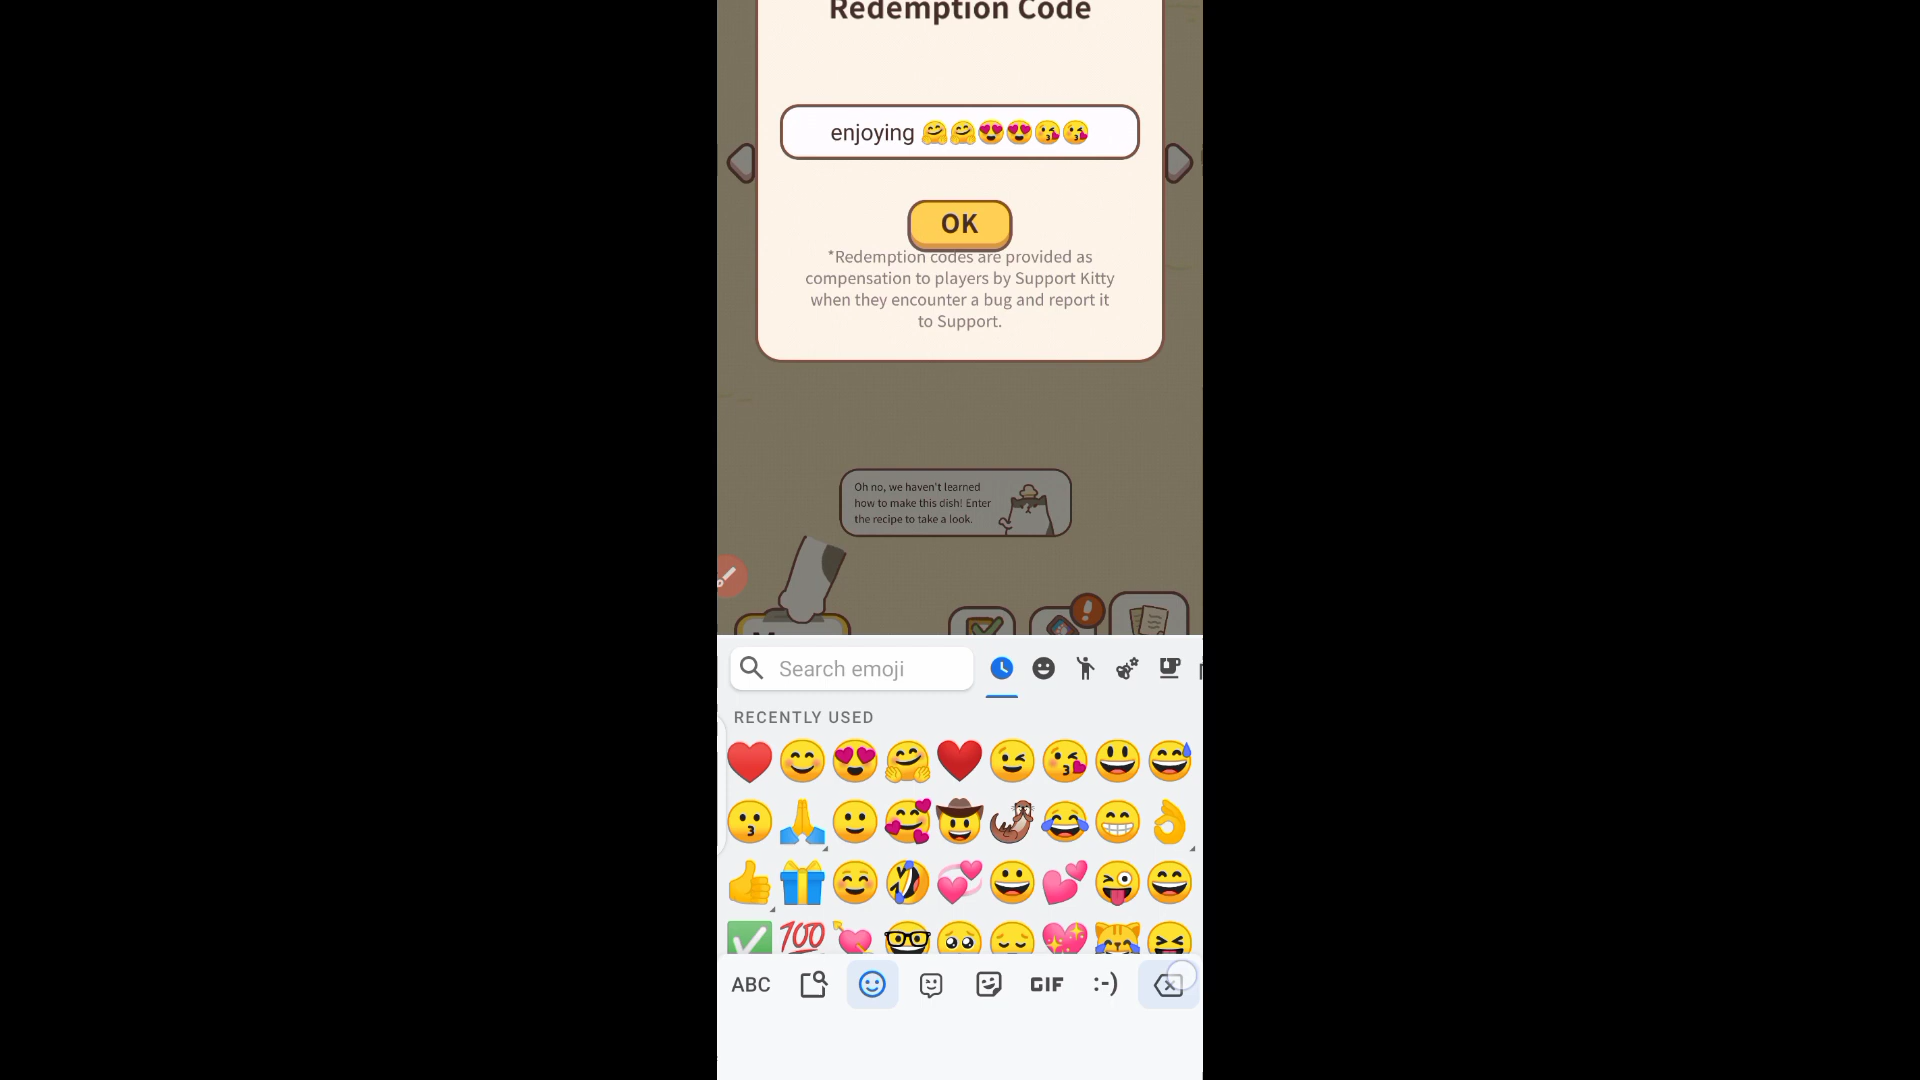 Redemption Code
enjoying 🤗🤗😍😍😘😘
OK
*Redemption codes are provided as
compensation to players by Support Kitty
when they encounter a bug and report it
to Support.
Oh no, we haven't learned
how to make this dish! Enter
the recipe to take a look.
Search emoji
RECENTLY USED
100
ABC
GIF
:-)